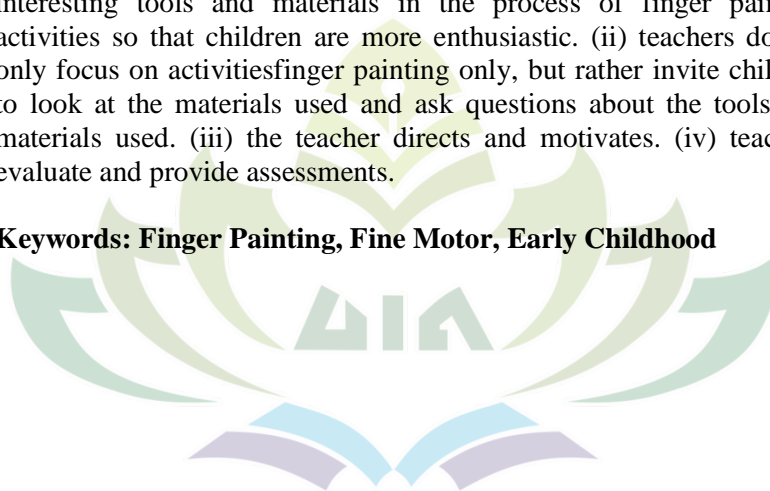 interesting tools and materials in the process of finger pain
activities so that children are more enthusiastic. (ii) teachers do
only focus on activitiesfinger painting only, but rather invite chil
to look at the materials used and ask questions about the tools
materials used. (iii) the teacher directs and motivates. (iv) teac
evaluate and provide assessments.
Keywords: Finger Painting, Fine Motor, Early Childhood
UIN